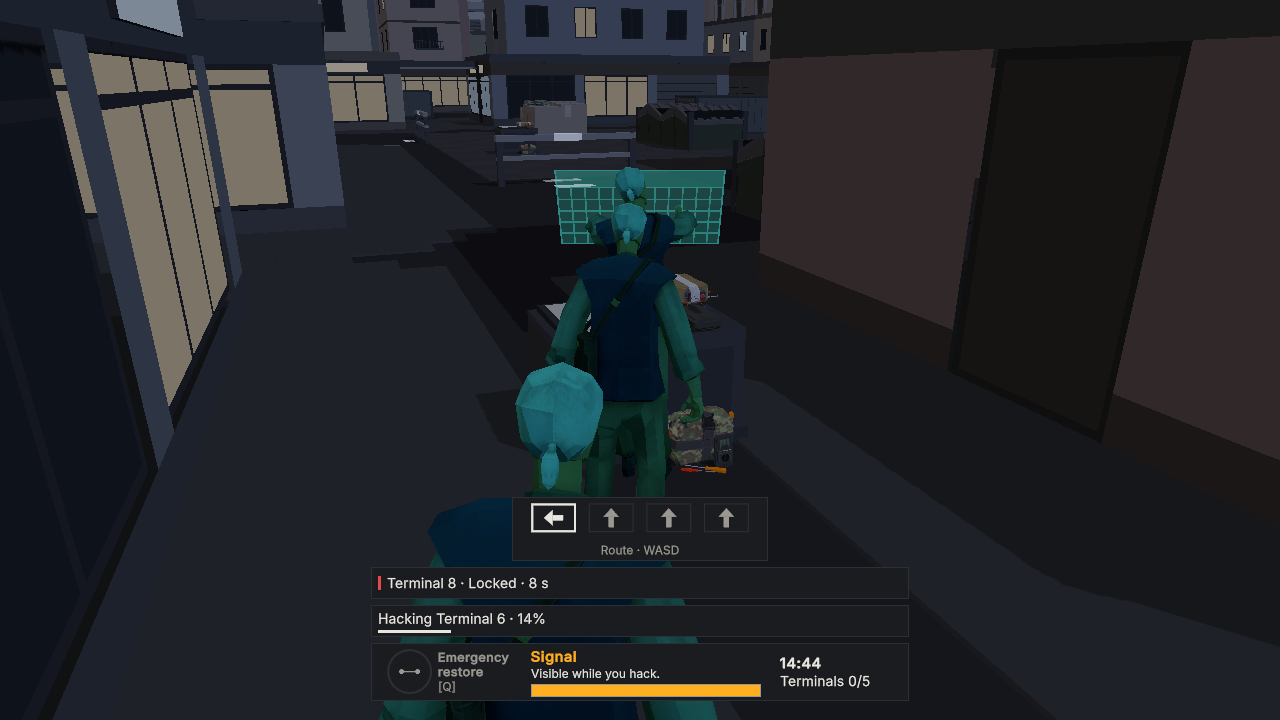 Route · WASD
Terminal 8 · Locked · 8 s
Hacking Terminal 6 · 14%
Emergency
restore
[Q]
Signal
Visible while you hack.
14:44
Terminals 0/5